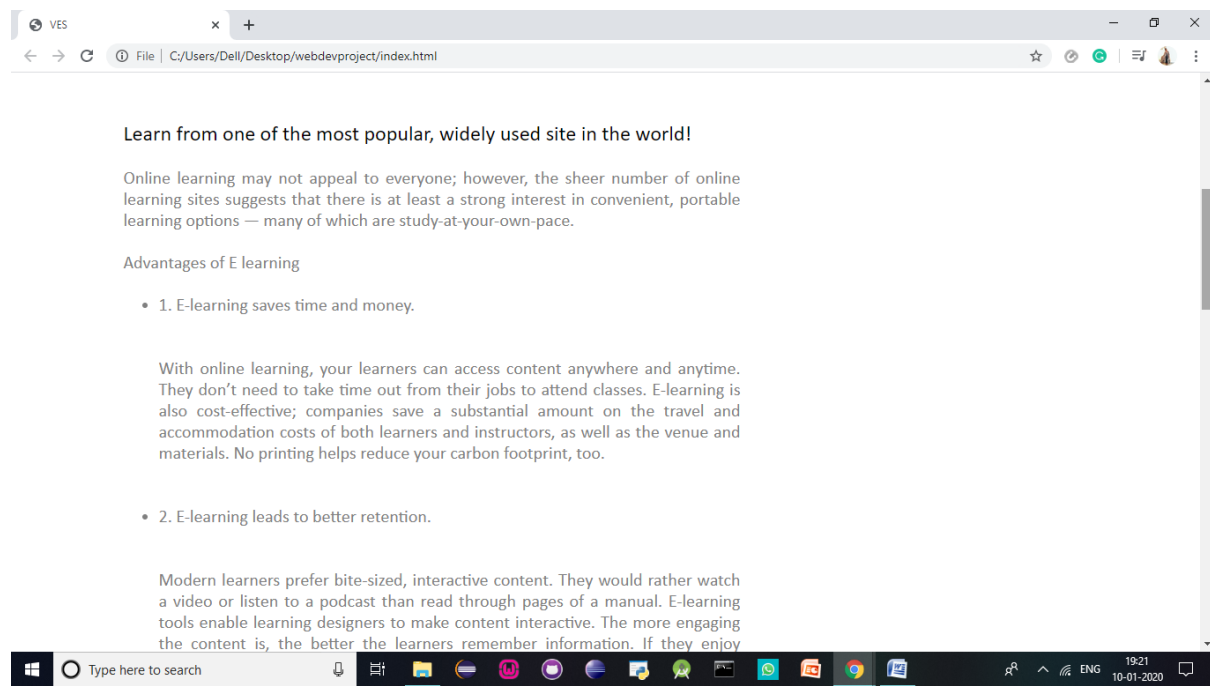 VES
File
C:/Users/Dell/Desktop/webdevproject/index.html
Learn from one of the most popular, widely used site in the world!
Online learning may not appeal to everyone; however, the sheer number of online
learning sites suggests that there is at least a strong interest in convenient, portable
learning options — many of which are study-at-your-own-pace.
Advantages of E learning
• 1. E-learning saves time and money.
With online learning, your learners can access content anywhere and anytime.
They don’t need to take time out from their jobs to attend classes. E-learning is
also cost-effective; companies save a substantial amount on the travel and
accommodation costs of both learners and instructors, as well as the venue and
materials. No printing helps reduce your carbon footprint, too.
• 2. E-learning leads to better retention.
Modern learners prefer bite-sized, interactive content. They would rather watch
a video or listen to a podcast than read through pages of a manual. E-learning
tools enable learning designers to make content interactive. The more engaging
the content is, the better the learners remember information. If they enjoy
Type here to search
ENG
19:21
10-01-2020